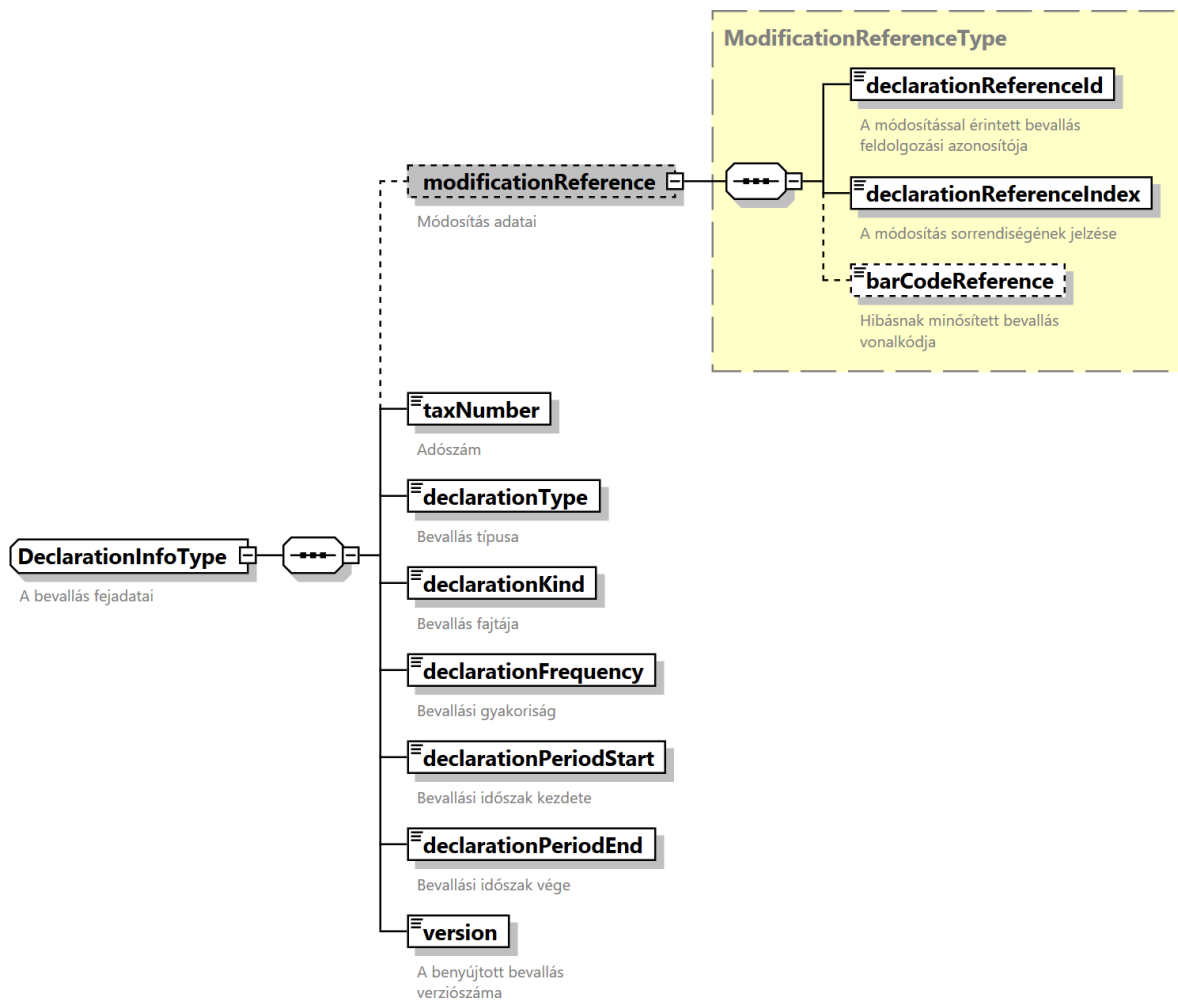 ModificationReferenceType
declarationReferenceId
A módosítással érintett bevallás
feldolgozási azonosítója
modificationReference
Módosítás adatai
declarationReferenceIndex
A módosítás sorrendiségének jelzése
barCodeReference
Hibásnak minősített bevallás
vonalkódja
taxNumber
Adószám
declarationType
Bevallás típusa
DeclarationInfoType
A bevallás fejadatai
declarationKind
Bevallás fajtája
declarationFrequency
Bevallási gyakoriság
declarationPeriodStart
Bevallási időszak kezdete
declarationPeriodEnd
Bevallási időszak vége
version
A benyújtott bevallás
verziószáma